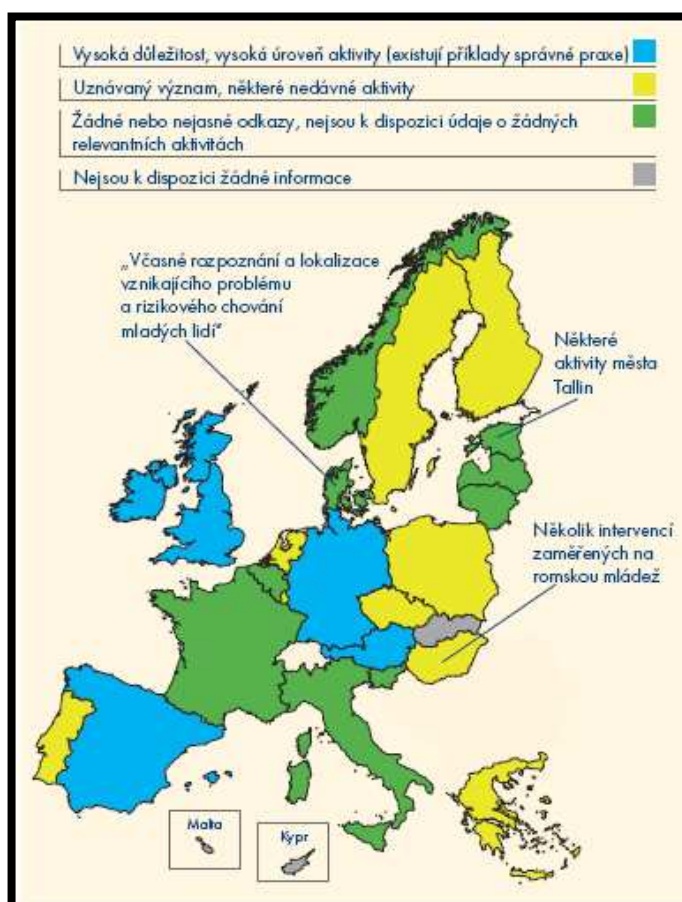 Vysoká důležitost, vysoká úroveň aktivity (existují příklady správné praxe)
Uznávaný význam, některé nedávné aktivity
Žádné nebo nejasné odkazy, nejsou k dispozici údaje o žádných
relevantních aktivitách
Nejsou k dispozici žádné informace
„Včasné rozpoznání a lokalizace
vznikajícího problému
a rizikového chování
mladých lidí“
Některé
aktivity města
Tallin
Několik intervencí
zaměřených na
romskou mládež
Malta
Kypr